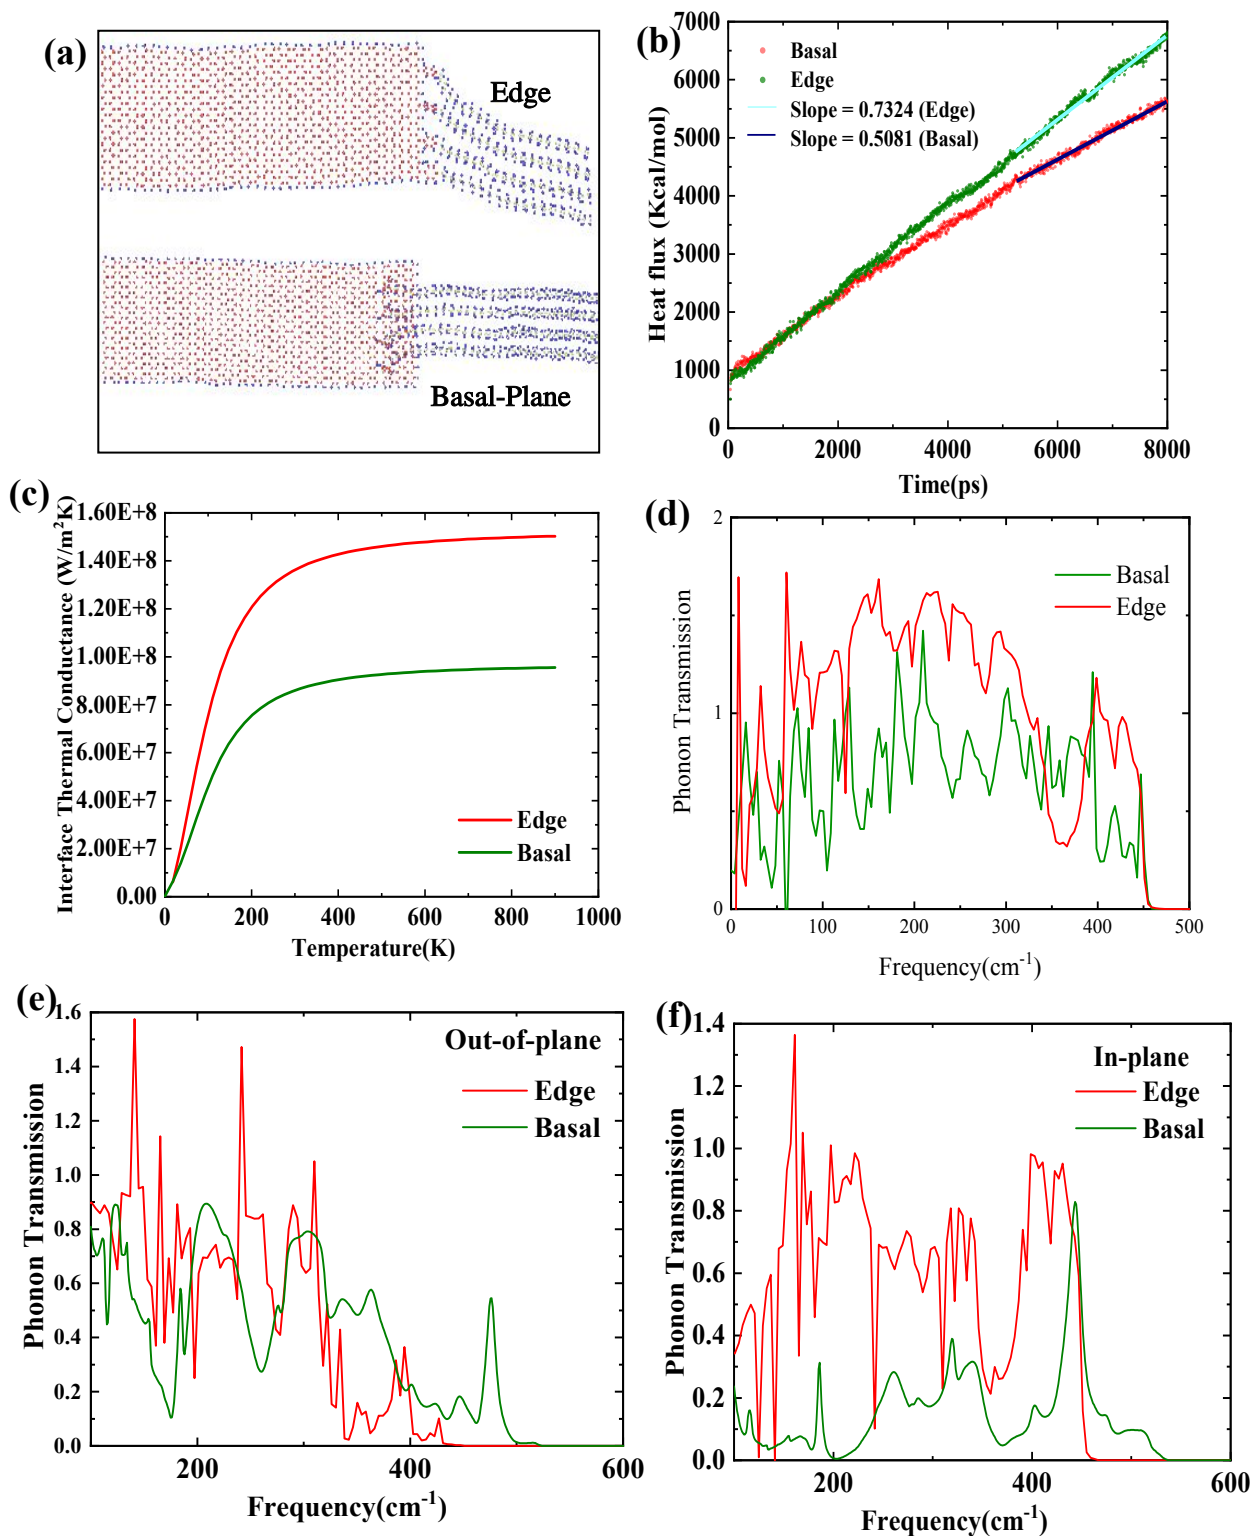 (a)
Edge
Basal-Plane
(b)
Heat flux (Kcal/mol)
7000
6000
5000
4000
3000
2000
1000
0
Basal
Edge
Slope = 0.7324 (Edge)
Slope = 0.5081 (Basal)
0 2000 4000 6000 8000
Time(ps)
(c)
Interface Thermal Conductance (W/m²K)
1.60E+8
1.40E+8
1.20E+8
1.00E+8
8.00E+7
6.00E+7
4.00E+7
2.00E+7
0.00
Edge
Basal
0 200 400 600 800 1000
Temperature(K)
(d)
Phonon Transmission
2
1
0
Basal
Edge
0 100 200 300 400 500
Frequency(cm⁻¹)
(e)
Phonon Transmission
1.6
1.4
1.2
1.0
0.8
0.6
0.4
0.2
0.0
Out-of-plane
Edge
Basal
200 400 600
Frequency(cm⁻¹)
(f)
Phonon Transmission
1.4
1.2
1.0
0.8
0.6
0.4
0.2
0.0
In-plane
Edge
Basal
200 400 600
Frequency(cm⁻¹)